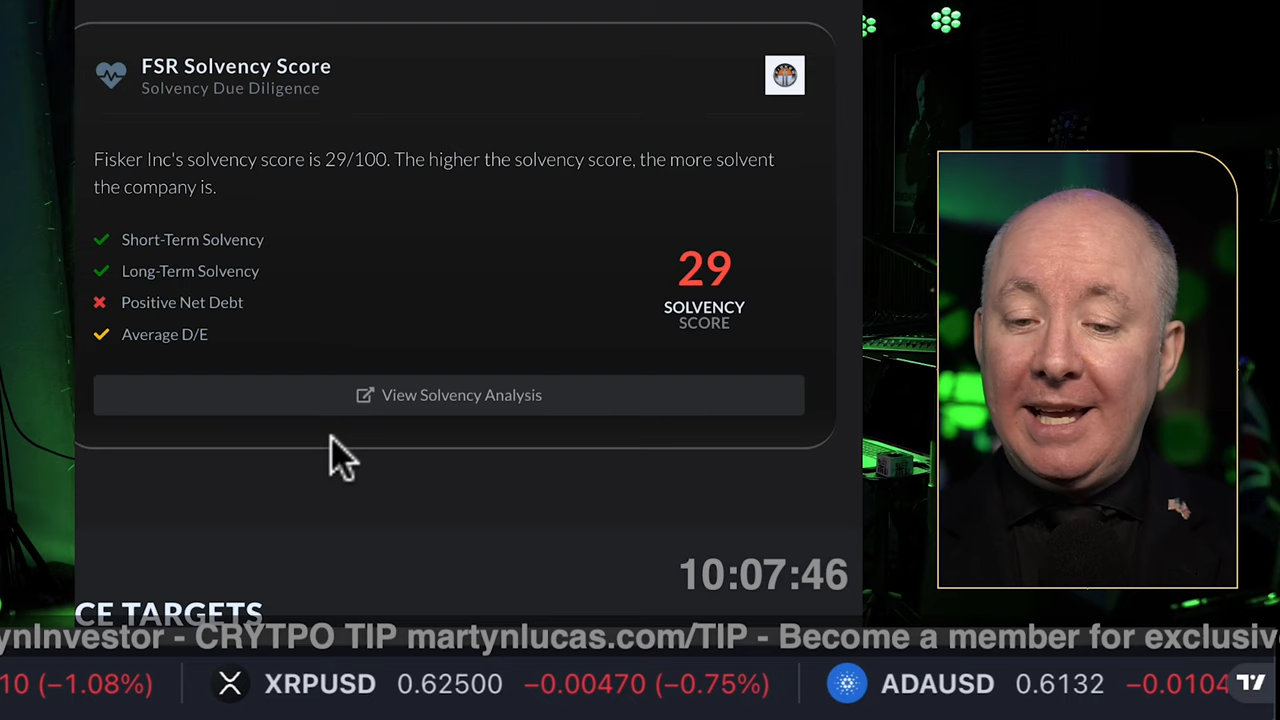 FSR Solvency Score
Solvency Due Diligence
Fisker Inc's solvency score is 29/100. The higher the solvency score, the more solvent
the company is.
Short-Term Solvency
Long-Term Solvency
Positive Net Debt
Average D/E
29
SOLVENCY
SCORE
View Solvency Analysis
10:07:46
CE TARGETS
ynInvestor - CRYTPO TIP martynlucas.com/TIP - Become a member for exclusiv
10 (−1.08%) XRPUSD 0.62500 −0.00470 (−0.75%) ADAUSD 0.6132 −0.0104